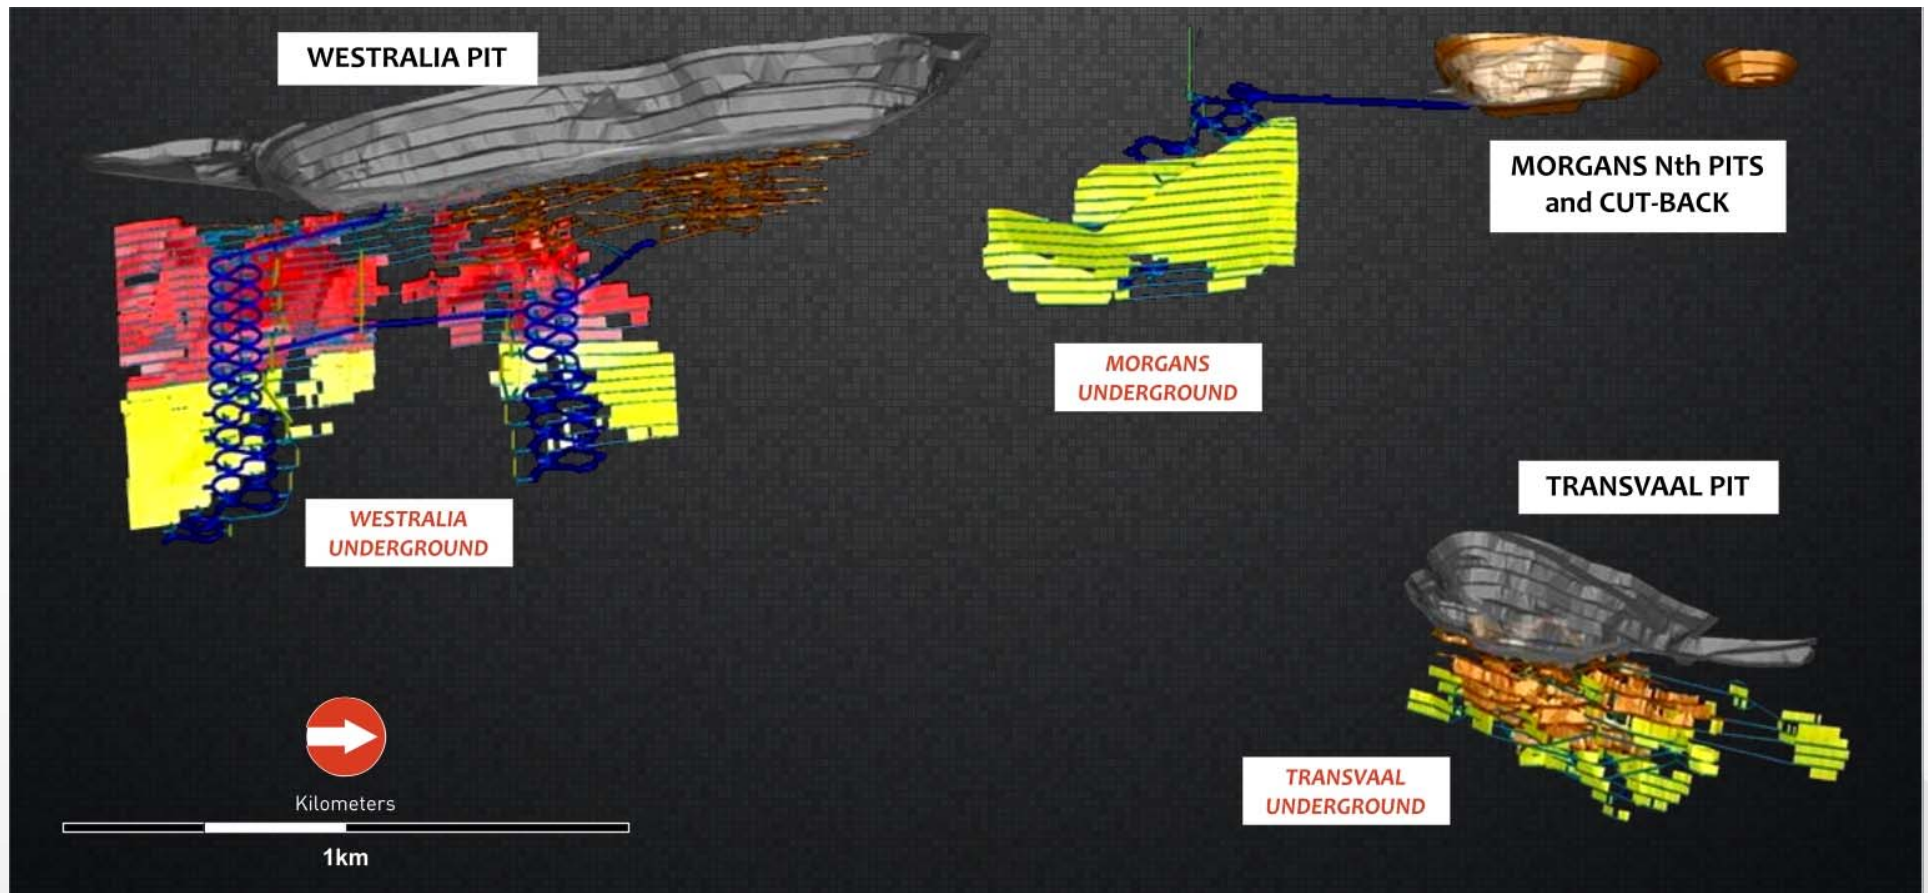 WESTRALIA PIT
MORGANS Nth PITS
and CUT-BACK
MORGANS
UNDERGROUND
TRANSVAAL PIT
WESTRALIA
UNDERGROUND
TRANSVAAL
UNDERGROUND
Kilometers
1km